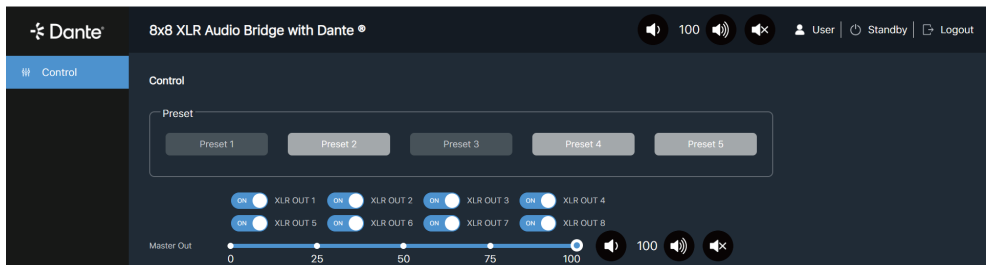 Dante®
8x8 XLR Audio Bridge with Dante ®
100
User
Standby
Logout
Control
Control
Preset
Preset 1
Preset 2
Preset 3
Preset 4
Preset 5
ON XLR OUT 1 ON XLR OUT 2 ON XLR OUT 3 ON XLR OUT 4
ON XLR OUT 5 ON XLR OUT 6 ON XLR OUT 7 ON XLR OUT 8
Master Out
100
0 25 50 75 100